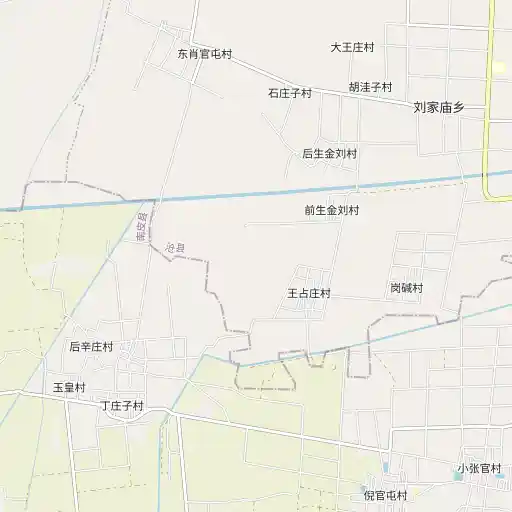 大王庄村
东肖官屯村
胡洼子村
石庄子村
刘家庙乡
后生金刘村
前生金刘村
南皮县
沧县
岗碱村
王占庄村
后辛庄村
玉皇村
丁庄子村
小张官村
倪官屯村